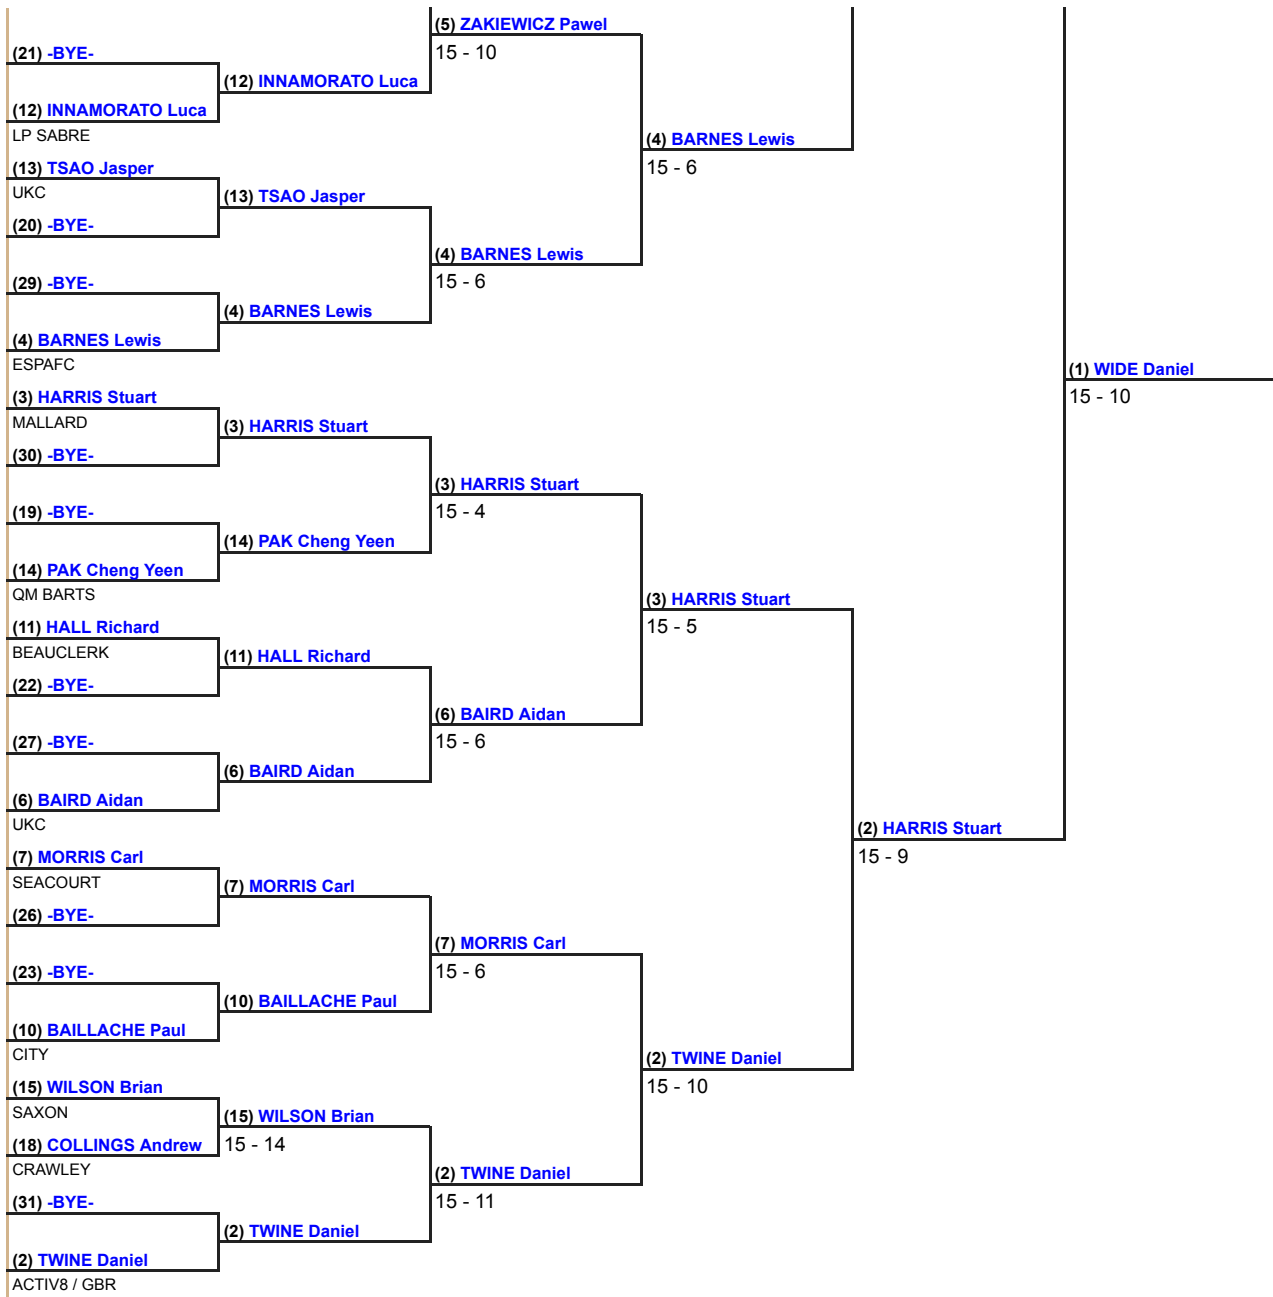 (5) ZAKIEWICZ Pawel
15 - 10
(21) -BYE-
(12) INNAMORATO Luca
(12) INNAMORATO Luca
LP SABRE
(4) BARNES Lewis
15 - 6
(13) TSAO Jasper
UKC
(13) TSAO Jasper
(20) -BYE-
(4) BARNES Lewis
15 - 6
(29) -BYE-
(4) BARNES Lewis
(4) BARNES Lewis
ESPAFC
(1) WIDE Daniel
15 - 10
(3) HARRIS Stuart
MALLARD
(3) HARRIS Stuart
(30) -BYE-
(3) HARRIS Stuart
15 - 4
(19) -BYE-
(14) PAK Cheng Yeen
(14) PAK Cheng Yeen
QM BARTS
(3) HARRIS Stuart
15 - 5
(11) HALL Richard
BEAUCLERK
(11) HALL Richard
(22) -BYE-
(6) BAIRD Aidan
15 - 6
(27) -BYE-
(6) BAIRD Aidan
(6) BAIRD Aidan
UKC
(2) HARRIS Stuart
15 - 9
(7) MORRIS Carl
SEACOURT
(7) MORRIS Carl
(26) -BYE-
(7) MORRIS Carl
15 - 6
(23) -BYE-
(10) BAILLACHE Paul
(10) BAILLACHE Paul
CITY
(2) TWINE Daniel
15 - 10
(15) WILSON Brian
SAXON
(15) WILSON Brian
15 - 14
(18) COLLINGS Andrew
CRAWLEY
(2) TWINE Daniel
15 - 11
(31) -BYE-
(2) TWINE Daniel
(2) TWINE Daniel
ACTIV8 / GBR